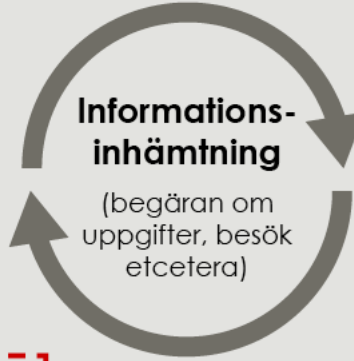 Informations-
inhämtning
(begäran om
uppgifter, besök
etcetera)